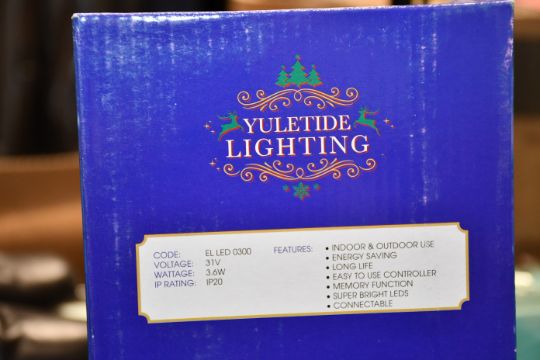 YULETIDE
LIGHTING
CODE: EL LED 0300
VOLTAGE: 31V
WATTAGE: 3.6W
IP RATING: IP20
FEATURES:
• INDOOR & OUTDOOR USE
• ENERGY SAVING
• LONG LIFE
• EASY TO USE CONTROLLER
• MEMORY FUNCTION
• SUPER BRIGHT LEDS
• CONNECTABLE